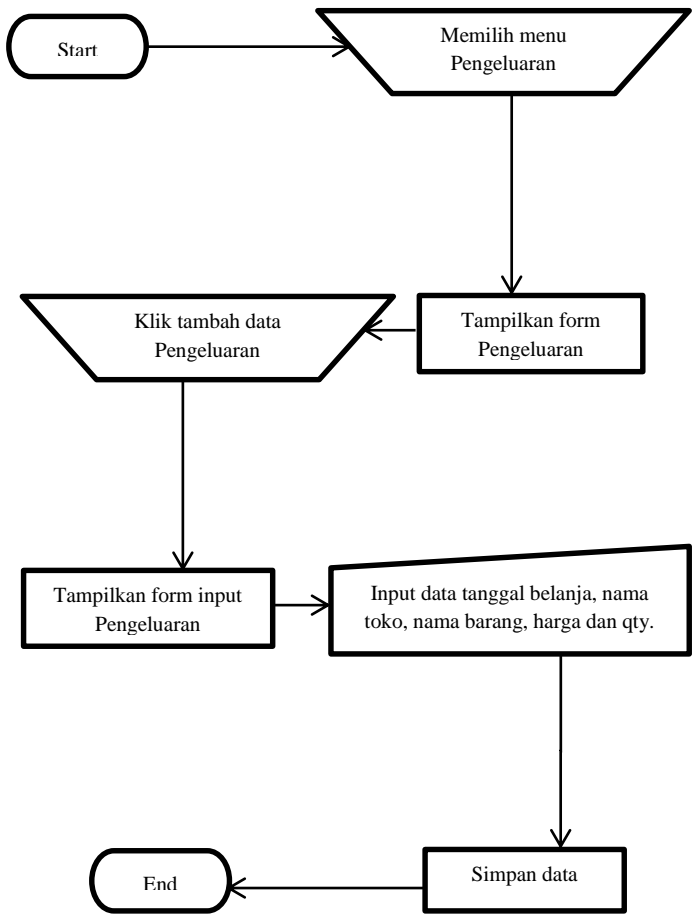 Start
Memilih menu
Pengeluaran
Tampilkan form
Pengeluaran
Klik tambah data
Pengeluaran
Tampilkan form input
Pengeluaran
Input data tanggal belanja, nama
toko, nama barang, harga dan qty.
Simpan data
End